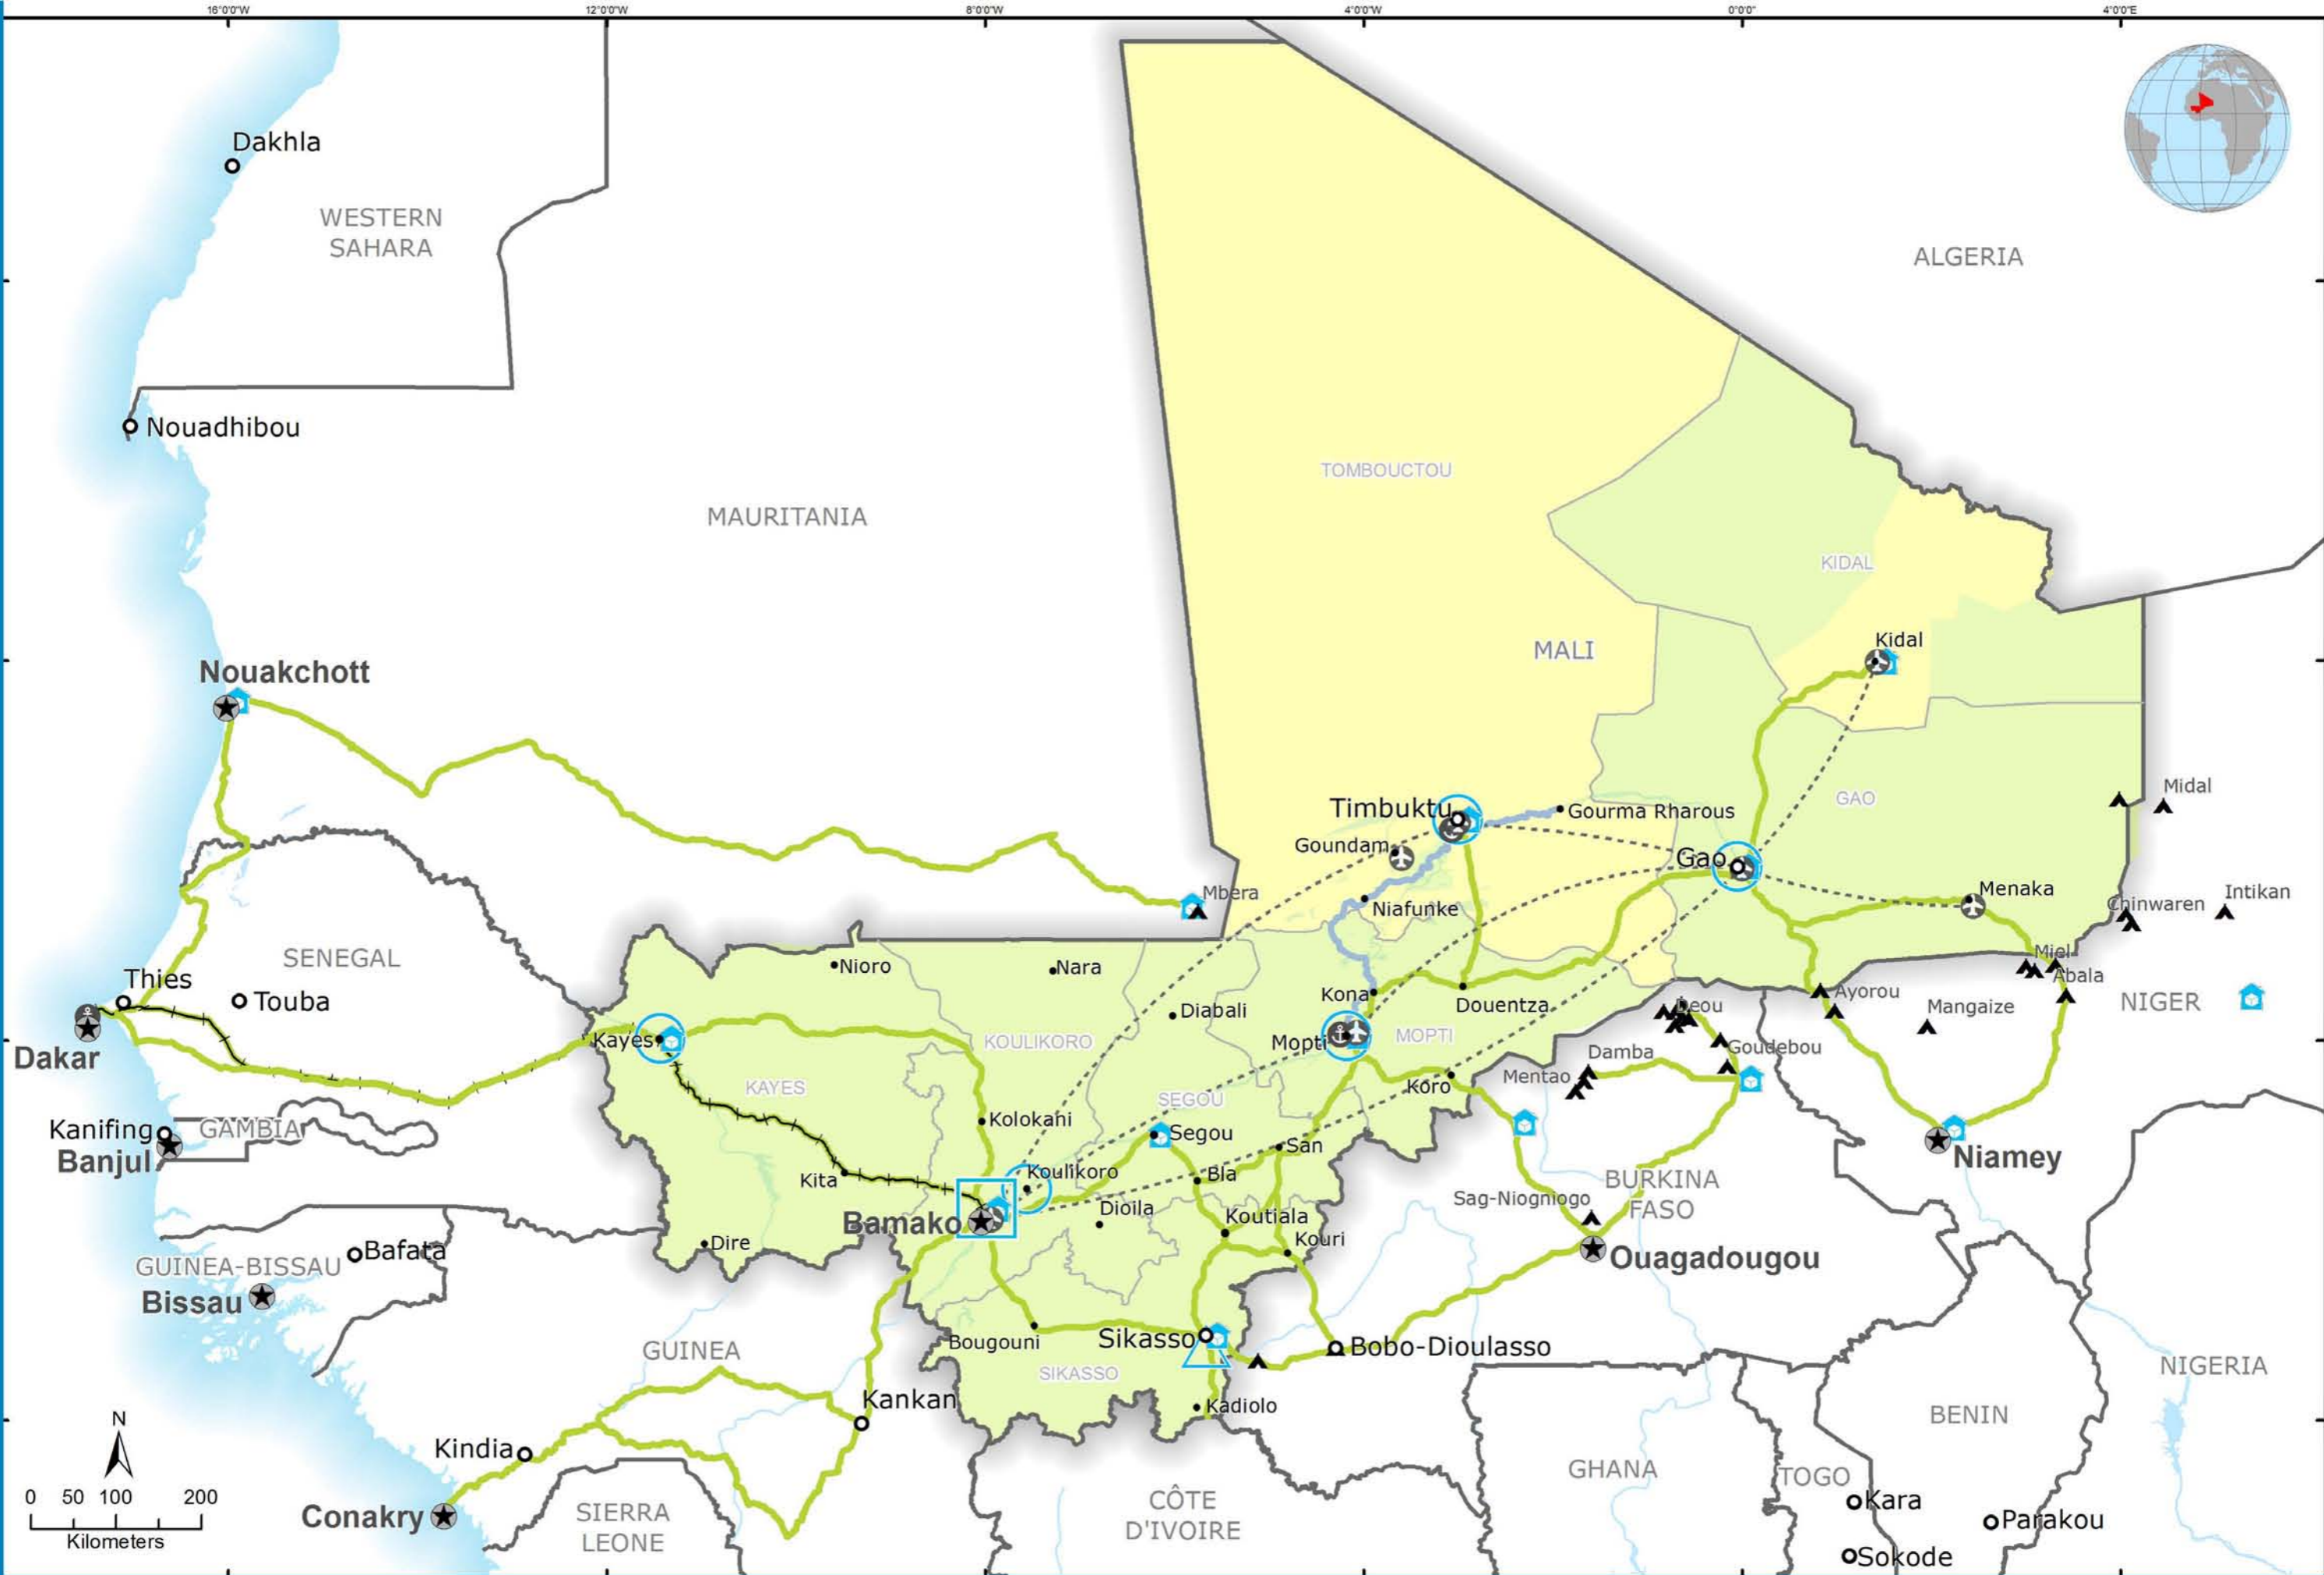 16°0'0"W
12°0'0"W
8°0'0"W
4°0'0"W
0°0'0"
4°0'0"E
Dakhla
WESTERN
SAHARA
ALGERIA
Nouadhibou
MAURITANIA
TOMBOUCTOU
KIDAL
MALI
Kidal
Nouakchott
Midal
GAO
Timbuktu
Gourma Rharous
Goundam
Gao
Menaka
Mbera
Niafunke
Chinwaren
Intikan
SENEGAL
Thies
Touba
Nioro
Nara
Miel
Abala
Kona
Douentza
Ayorou
Mangaize
NIGER
Diabali
Deou
Dakar
Kayes
KOULIKORO
Mopti
MOPTI
Damba
Goudebou
KAYES
SEGOU
Koro
Mentao
Kanifing
GAMBIA
Banjul
Kolokani
Segou
San
Niamey
Kita
Koulikoro
Bla
BURKINA
FASO
Sag-Niogniogo
Bamako
Dioila
Koutiala
Kouri
Dire
Bafata
GUINEA-BISSAU
Bissau
Ouagadougou
GUINEA
Bougouni
Sikasso
Bobo-Dioulasso
SIKASSO
NIGERIA
Kankan
Kadiolo
BENIN
N
Kindia
GHANA
TOGO
0 50 100 200
Kilometers
Conakry
SIERRA
LEONE
CÔTE
D'IVOIRE
Kara
Parakou
Sokode